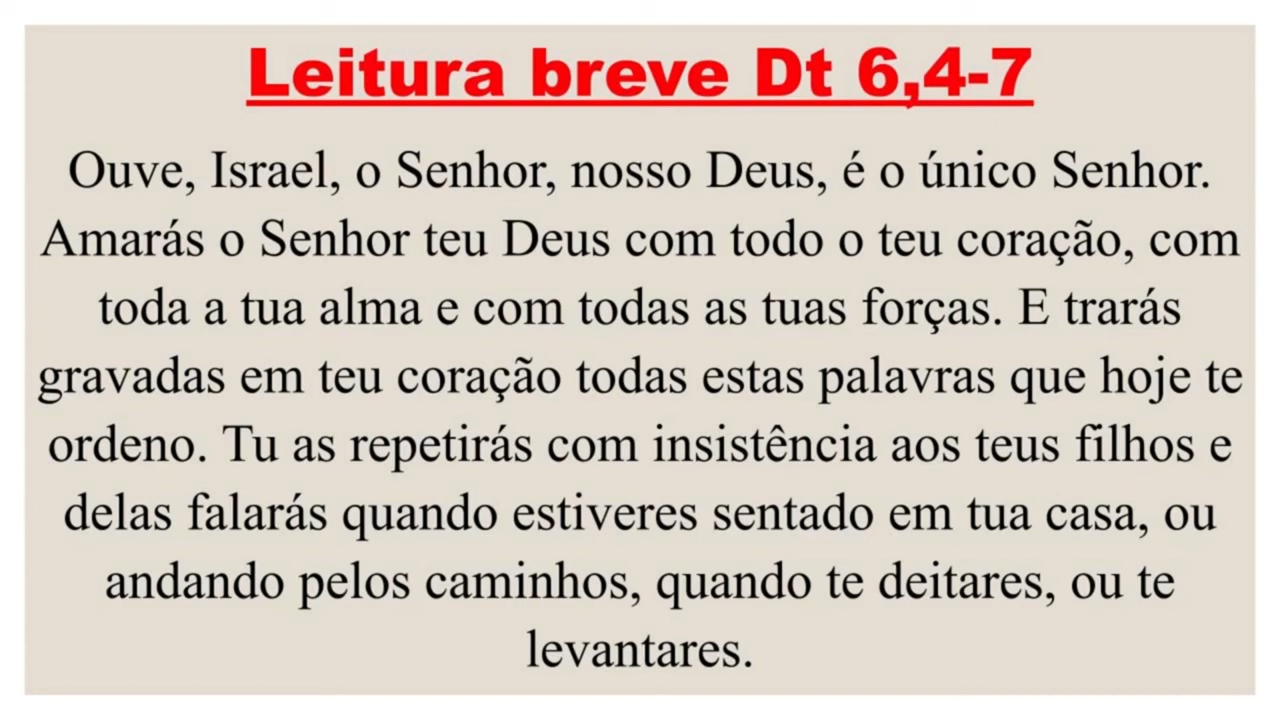 Leitura breve Dt 6,4-7
Ouve, Israel, o Senhor, nosso Deus, é o único Senhor.
Amarás o Senhor teu Deus com todo o teu coração, com
toda a tua alma e com todas as tuas forças. E trarás
gravadas em teu coração todas estas palavras que hoje te
ordeno. Tu as repetirás com insistência aos teus filhos e
delas falarás quando estiveres sentado em tua casa, ou
andando pelos caminhos, quando te deitares, ou te
levantares.